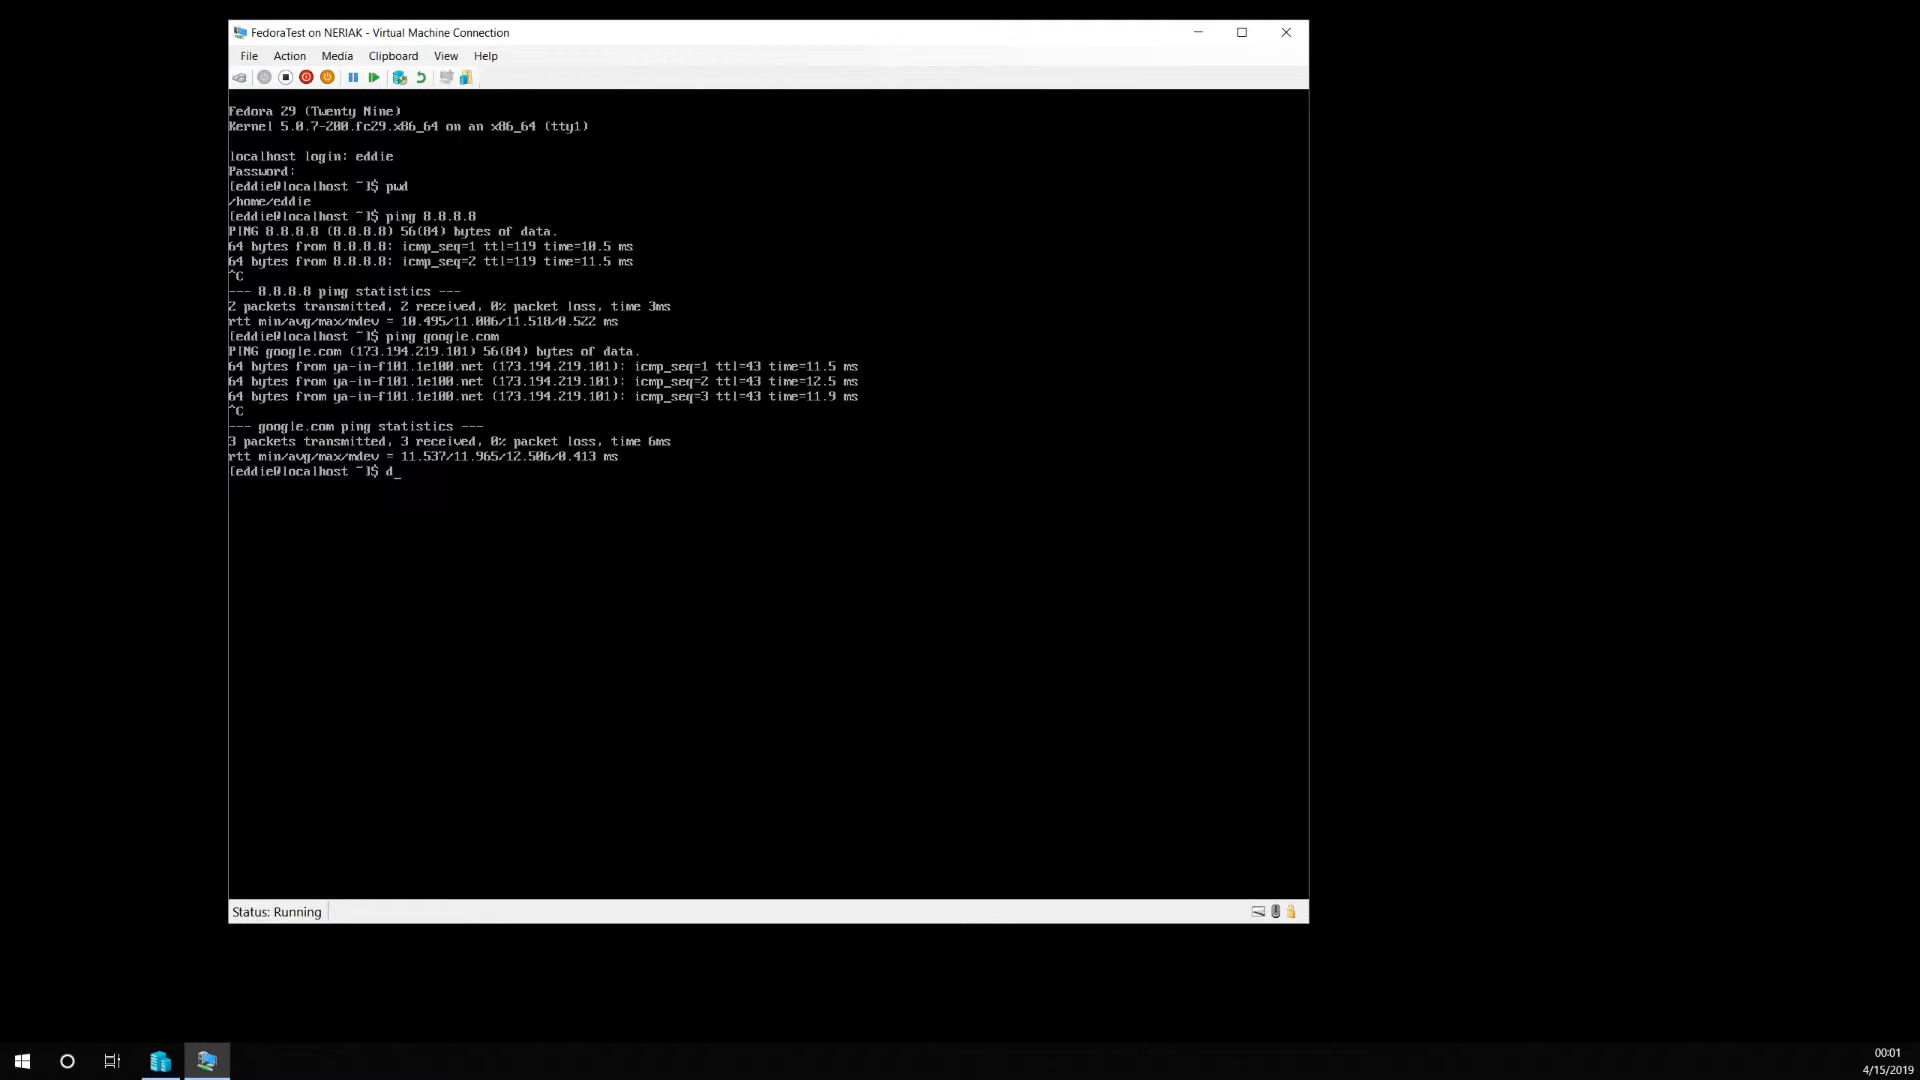 FedoraTest on NERIAK - Virtual Machine Connection
File Action Media Clipboard View Help
Fedora 29 (Twenty Nine)
Kernel 5.0.7-200.fc29.x86_64 on an x86_64 (tty1)
localhost login: eddie
Password:
[eddie@localhost ~]$ pwd
/home/eddie
[eddie@localhost ~]$ ping 8.8.8.8
PING 8.8.8.8 (8.8.8.8) 56(84) bytes of data.
64 bytes from 8.8.8.8: icmp_seq=1 ttl=119 time=10.5 ms
64 bytes from 8.8.8.8: icmp_seq=2 ttl=119 time=11.5 ms
^C
--- 8.8.8.8 ping statistics ---
2 packets transmitted, 2 received, 0% packet loss, time 3ms
rtt min/avg/max/mdev = 10.495/11.006/11.518/0.522 ms
[eddie@localhost ~]$ ping google.com
PING google.com (173.194.219.101) 56(84) bytes of data.
64 bytes from ya-in-f101.1e100.net (173.194.219.101): icmp_seq=1 ttl=43 time=11.5 ms
64 bytes from ya-in-f101.1e100.net (173.194.219.101): icmp_seq=2 ttl=43 time=12.5 ms
64 bytes from ya-in-f101.1e100.net (173.194.219.101): icmp_seq=3 ttl=43 time=11.9 ms
^C
--- google.com ping statistics ---
3 packets transmitted, 3 received, 0% packet loss, time 6ms
rtt min/avg/max/mdev = 11.537/11.965/12.506/0.413 ms
[eddie@localhost ~]$ d_
Status: Running
00:01
4/15/2019